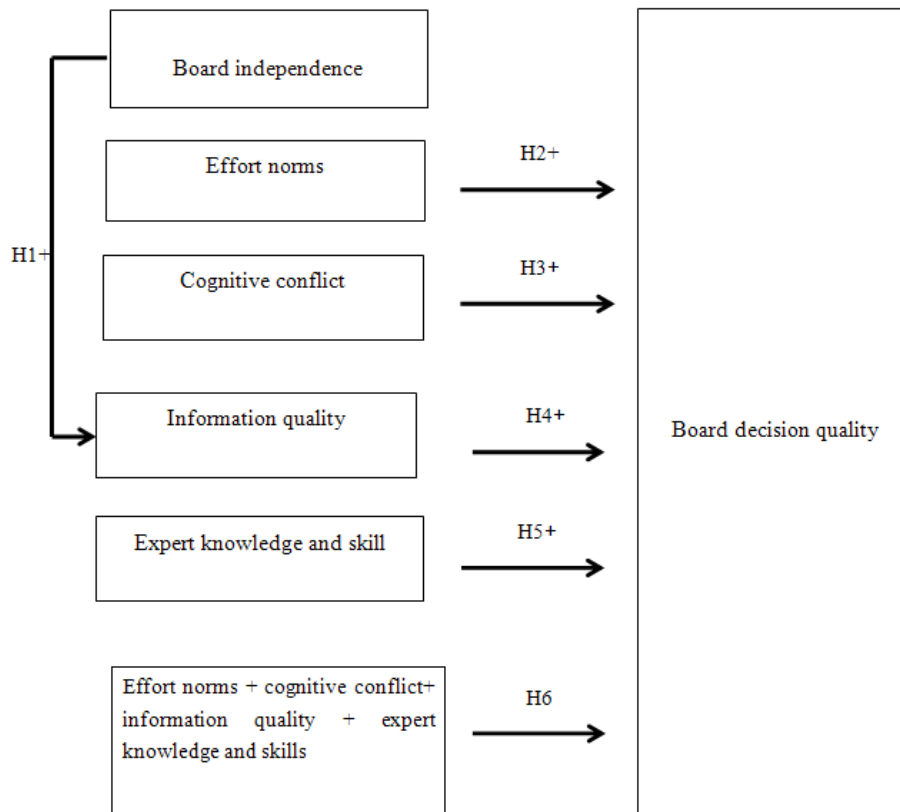 Board independence
Effort norms
H2+
H1+
Cognitive conflict
H3+
Information quality
H4+
Board decision quality
Expert knowledge and skill
H5+
Effort norms + cognitive conflict+
information quality + expert
knowledge and skills
H6